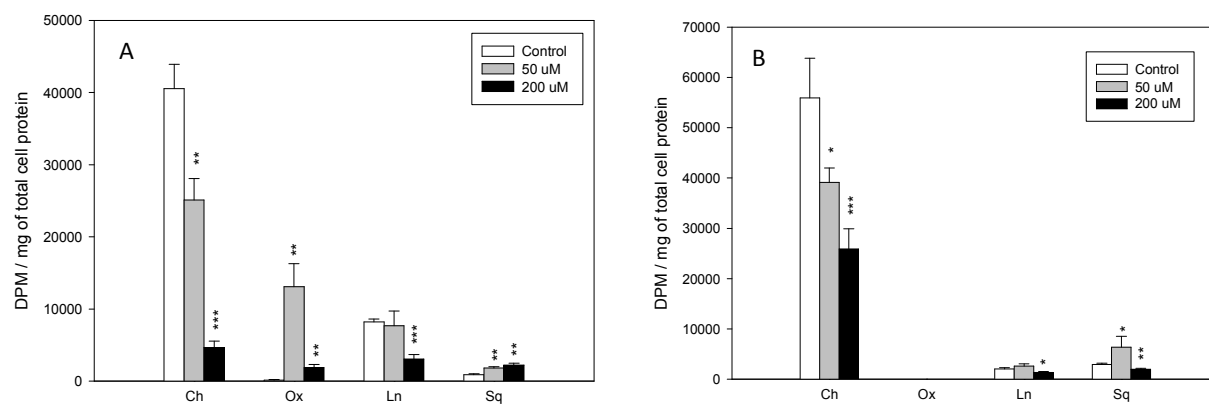 A
Control
50 uM
200 uM
DPM / mg of total cell protein
50000
40000
30000
20000
10000
0
**
***
**
**
***
**
**
Ch
Ox
Ln
Sq
B
Control
50 uM
200 uM
DPM / mg of total cell protein
70000
60000
50000
40000
30000
20000
10000
0
*
***
*
*
**
Ch
Ox
Ln
Sq